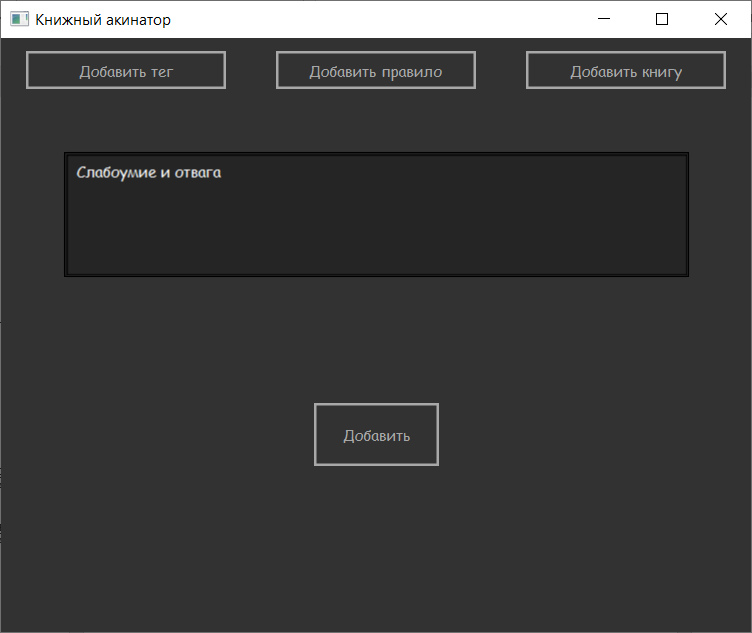 Книжный акинатор
Добавить тег
Добавить правило
Добавить книгу
Слабоумие и отвага
Добавить